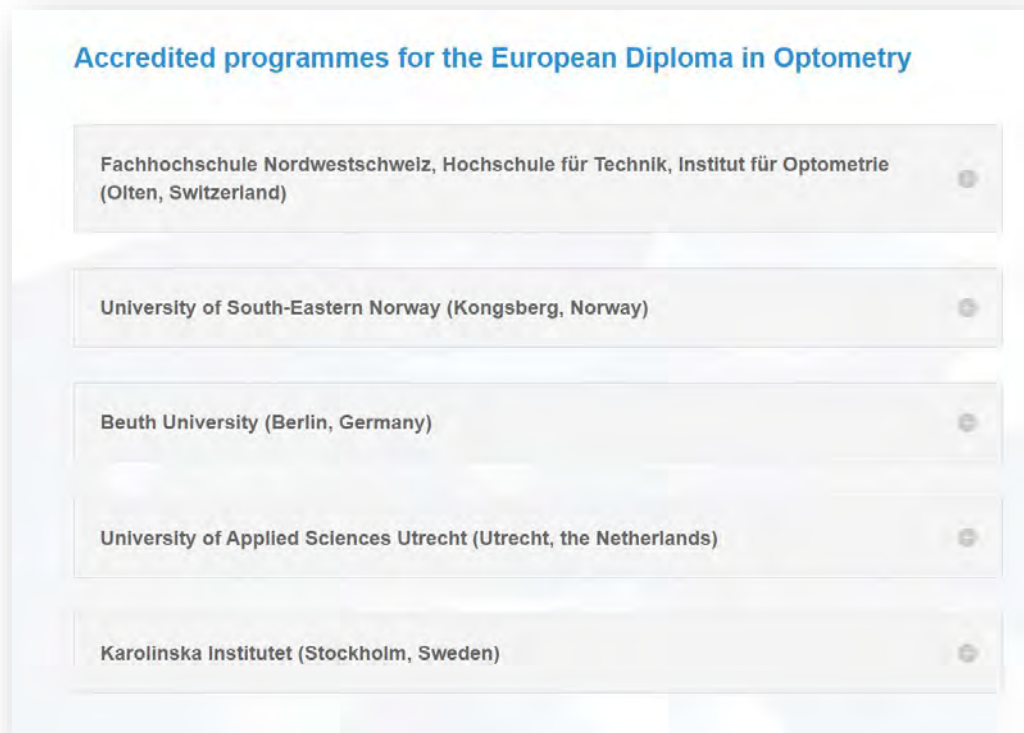 Accredited programmes for the European Diploma in Optometry
Fachhochschule Nordwestschweiz, Hochschule für Technik, Institut für Optometrie
(Olten, Switzerland)
University of South-Eastern Norway (Kongsberg, Norway)
Beuth University (Berlin, Germany)
University of Applied Sciences Utrecht (Utrecht, the Netherlands)
Karolinska Institutet (Stockholm, Sweden)